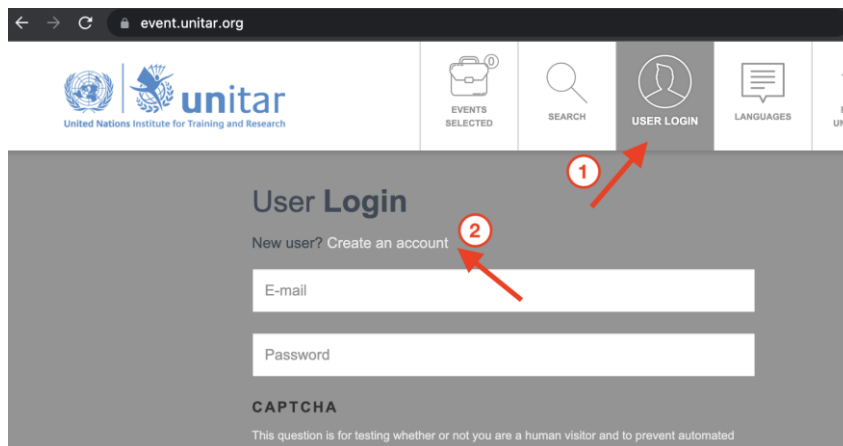 event.unitar.org
unitar
United Nations Institute for Training and Research
0
EVENTS
SELECTED
SEARCH
USER LOGIN
LANGUAGES
1
User Login
New user? Create an account
2
E-mail
Password
CAPTCHA
This question is for testing whether or not you are a human visitor and to prevent automated